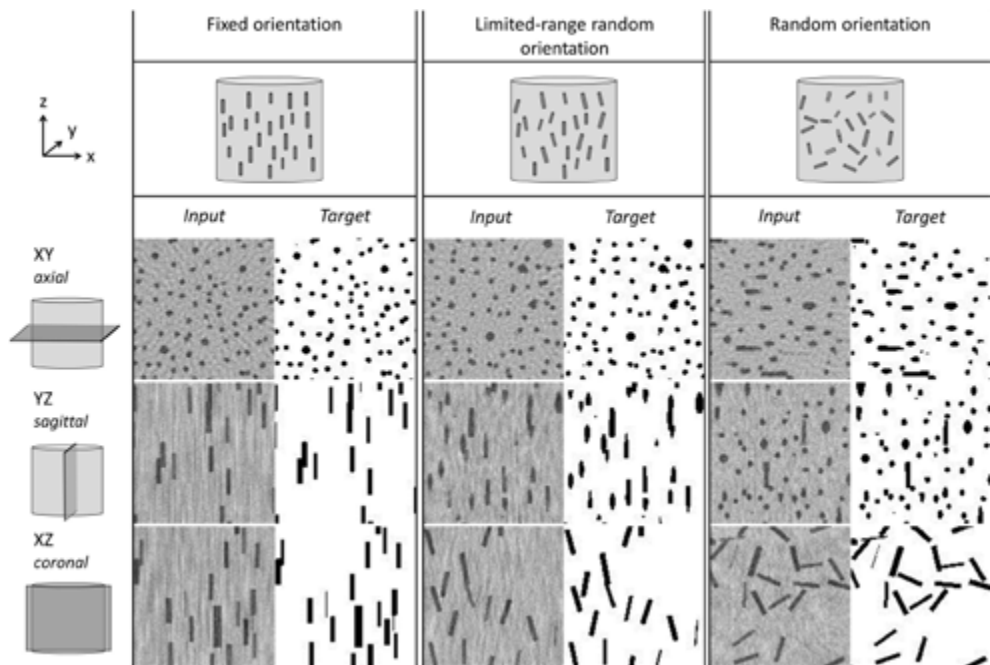 Fixed orientation
Limited-range random
orientation
Random orientation
z
y
x
Input
Target
Input
Target
Input
Target
XY
axial
YZ
sagittal
XZ
coronal